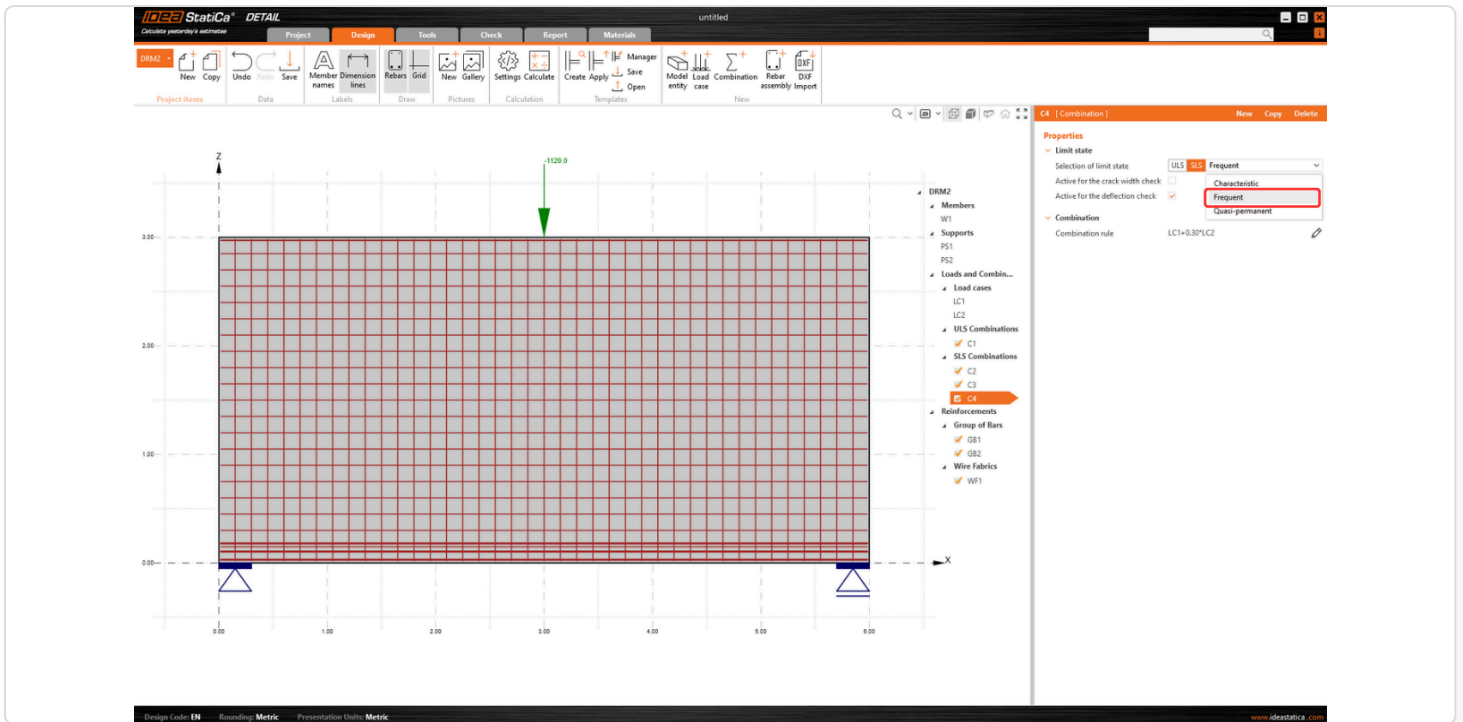 IDEA StatiCa® DETAIL
untitled
Calculate yesterday's estimates
Project Design Tools Check Report Materials
DRM2
New Copy Undo Redo Save Member names Dimension lines Rebars Grid New Gallery Settings Calculate Create Apply Manager Save Open Model entity Load case Combination Rebar assembly DXF Import
Project items Data Labels Draw Pictures Calculation Templates New
C4 [ Combination ] New Copy Delete
Properties
Limit state
Selection of limit state ULS SLS Frequent
Active for the crack width check
Characteristic
Active for the deflection check
Frequent
Quasi-permanent
Combination
Combination rule LC1+0.30*LC2
Z
-1120.0
3.00
2.00
1.00
0.00
X
0.00 1.00 2.00 3.00 4.00 5.00 6.00
DRM2
Members
W1
Supports
PS1
PS2
Loads and Combin...
Load cases
LC1
LC2
ULS Combinations
C1
SLS Combinations
C2
C3
C4
Reinforcements
Group of Bars
GB1
GB2
Wire Fabrics
WF1
Design Code: EN Rounding: Metric Presentation Units: Metric
www.ideastatica.com